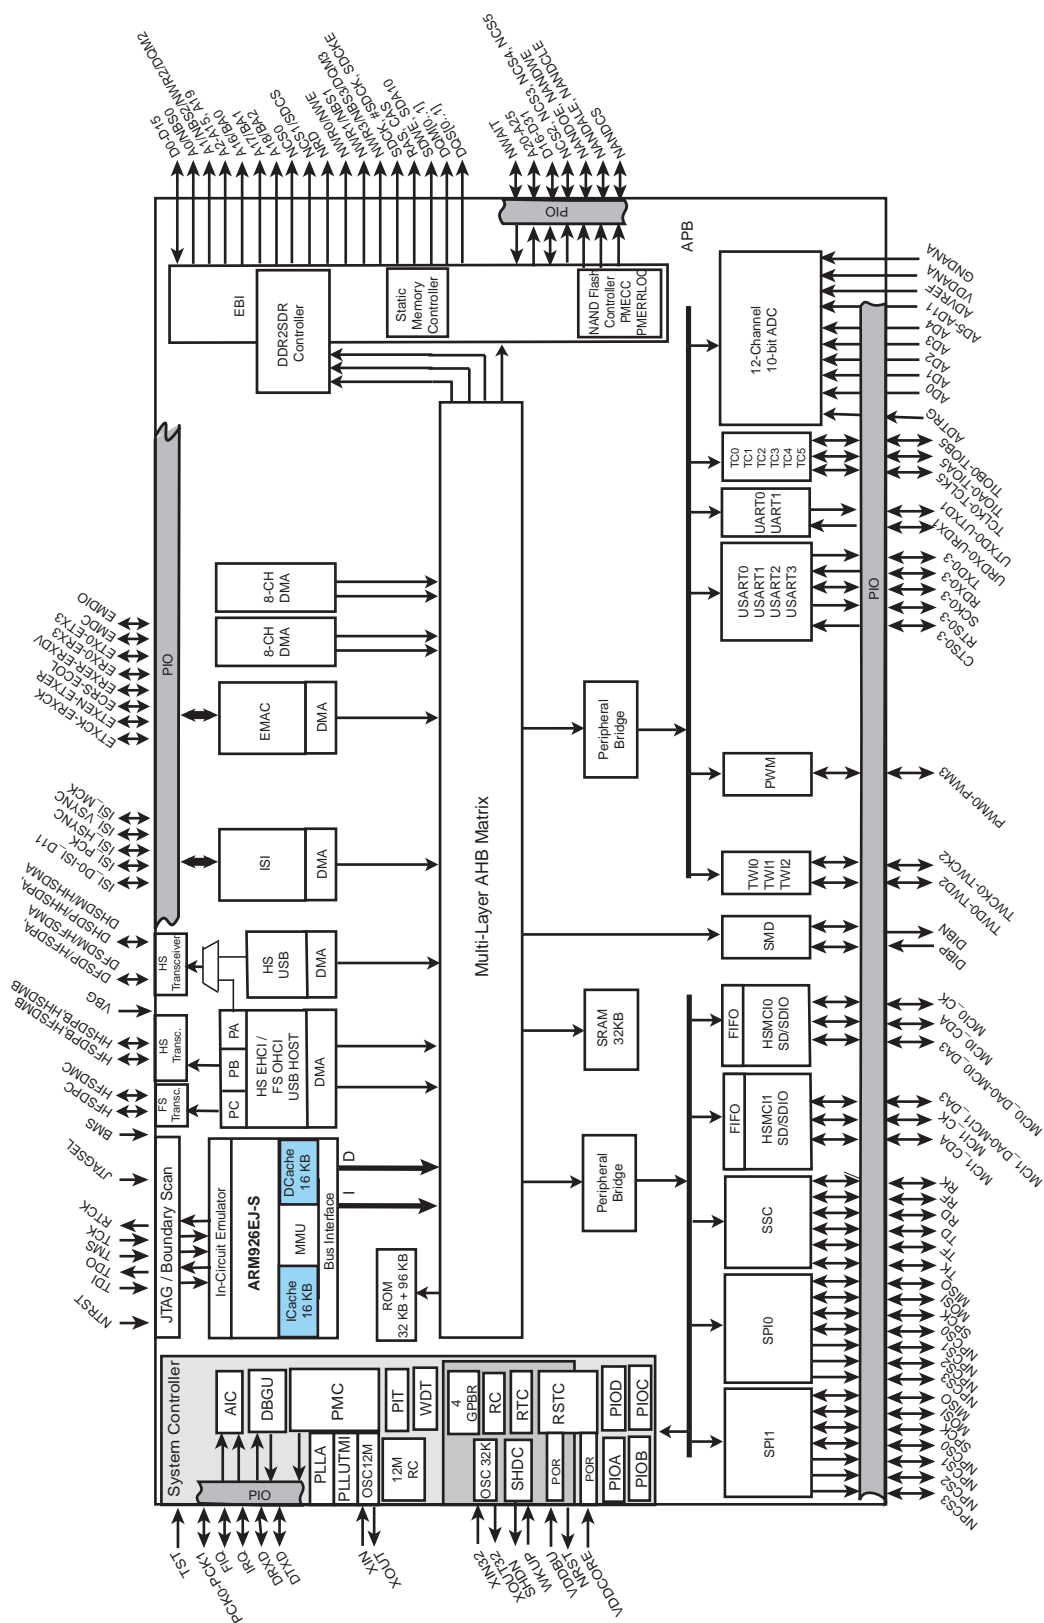 System Controller
TST
PCK0-PCK1
FIQ
IRQ
DRXD
DTXD
PIO
AIC
DBGU
PMC
PLLA
PLLUTMI
OSC12M
XIN
XOUT
PIT
WDT
12M
RC
4
GPBR
RC
OSC 32K
XIN32
XOUT32
RTC
SHDC
SHDN
WKUP
RSTC
POR
VDDBU
NRST
POR
VDDCORE
PIOD
PIOC
PIOA
PIOB
NTRST
TDI
TDO
TMS
TCK
RTCK
JTAGSEL
BMS
JTAG / Boundary Scan
In-Circuit Emulator
ARM926EJ-S
ICache
16 KB
MMU
DCache
16 KB
Bus Interface
I
D
ROM
32 KB + 96 KB
HFSDPC
HFSDMC
FS
Transc.
HFSDPB,HFSDMB
HHSDPB,HHSDMB
HS
Transc.
VBG
DFSDP/HFSDPA,
DFSDM/HFSDMA
DHSDP/HHSDPA,
DHSDM/HHSDMA
HS
Transceiver
PC
PB
PA
HS EHCI /
FS OHCI
USB HOST
DMA
HS
USB
DMA
ISI_D0-ISI_D11
ISI_PCK
ISI_HSYNC
ISI_VSYNC
ISI_MCK
ISI
DMA
ETXCK-ERXCK
ETXEN-ETXER
ECRS-ECOL
ERXER-ERXDV
ERX0-ERX3
ETX0-ETX3
EMDC
EMDIO
PIO
EMAC
DMA
8-CH
DMA
8-CH
DMA
Multi-Layer AHB Matrix
EBI
DDR2SDR
Controller
Static
Memory
Controller
NAND Flash
Controller
PMECC
PMERRLOC
D0-D15
A0/NBS0
A1/NBS2/NWR2/DQM2
A2-A15, A19
A16/BA0
A17/BA1
A18/BA2
NCS0
NCS1/SDCS
NRD
NWR0/NWE
NWR1/NBS1
NWR3/NBS3/DQM3
SDCK, #SDCK, SDCKE
RAS, CAS
SDWE, SDA10
DQM[0..1]
DQS[0..1]
PIO
NWAIT
A20-A25
D16-D31
NCS2, NCS3, NCS4, NCS5
NANDOE, NANDWE
NANDALE, NANDCLE
NANDCS
SRAM
32KB
Peripheral
Bridge
Peripheral
Bridge
APB
SPI1
SPI0
SSC
FIFO
HSMCI1
SD/SDIO
FIFO
HSMCI0
SD/SDIO
SMD
TWI0
TWI1
TWI2
PWM
USART0
USART1
USART2
USART3
UART0
UART1
TC0
TC1
TC2
TC3
TC4
TC5
12-Channel
10-bit ADC
PIO
NPCS3
NPCS2
NPCS1
NPCS0
SPCK
MOSI
MISO
NPCS3
NPCS2
NPCS1
NPCS0
SPCK
MOSI
MISO
TK
TF
TD
RD
RF
RK
MCI1_CDA
MCI1_CK
MCI1_DA0-MCI1_DA3
MCI0_DA0-MCI0_DA3
MCI0_CDA
MCI0_CK
DIBP
DIBN
TWD0-TWD2
TWCK0-TWCK2
PWM0-PWM3
CTS0-3
RTS0-3
SCK0-3
RDX0-3
TXD0-3
URDX0-URDX1
UTXD0-UTXD1
TCLK0-TCLK5
TIOA0-TIOA5
TIOB0-TIOB5
ADTRG
AD0
AD1
AD2
AD3
AD4
AD5-AD11
ADVREF
VDDANA
GNDANA